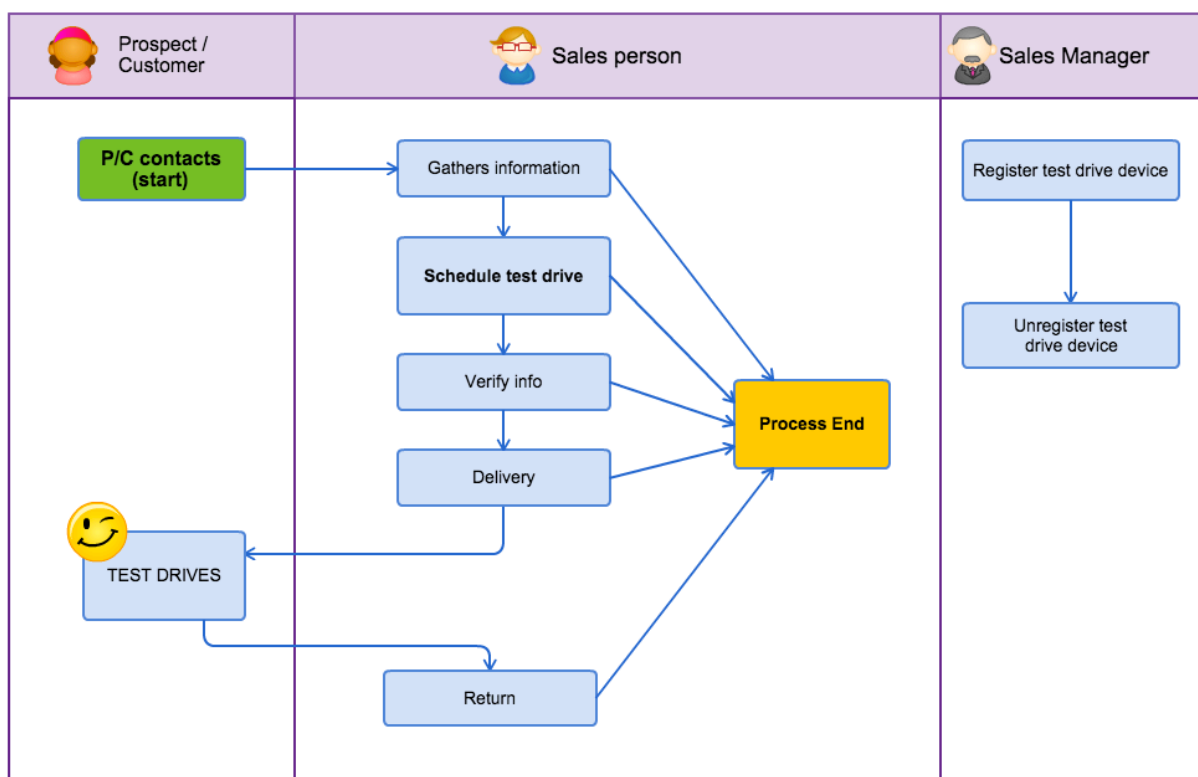 Prospect /
Customer
Sales person
Sales Manager
P/C contacts
(start)
Gathers information
Register test drive device
Schedule test drive
Unregister test
drive device
Verify info
Process End
Delivery
TEST DRIVES
Return